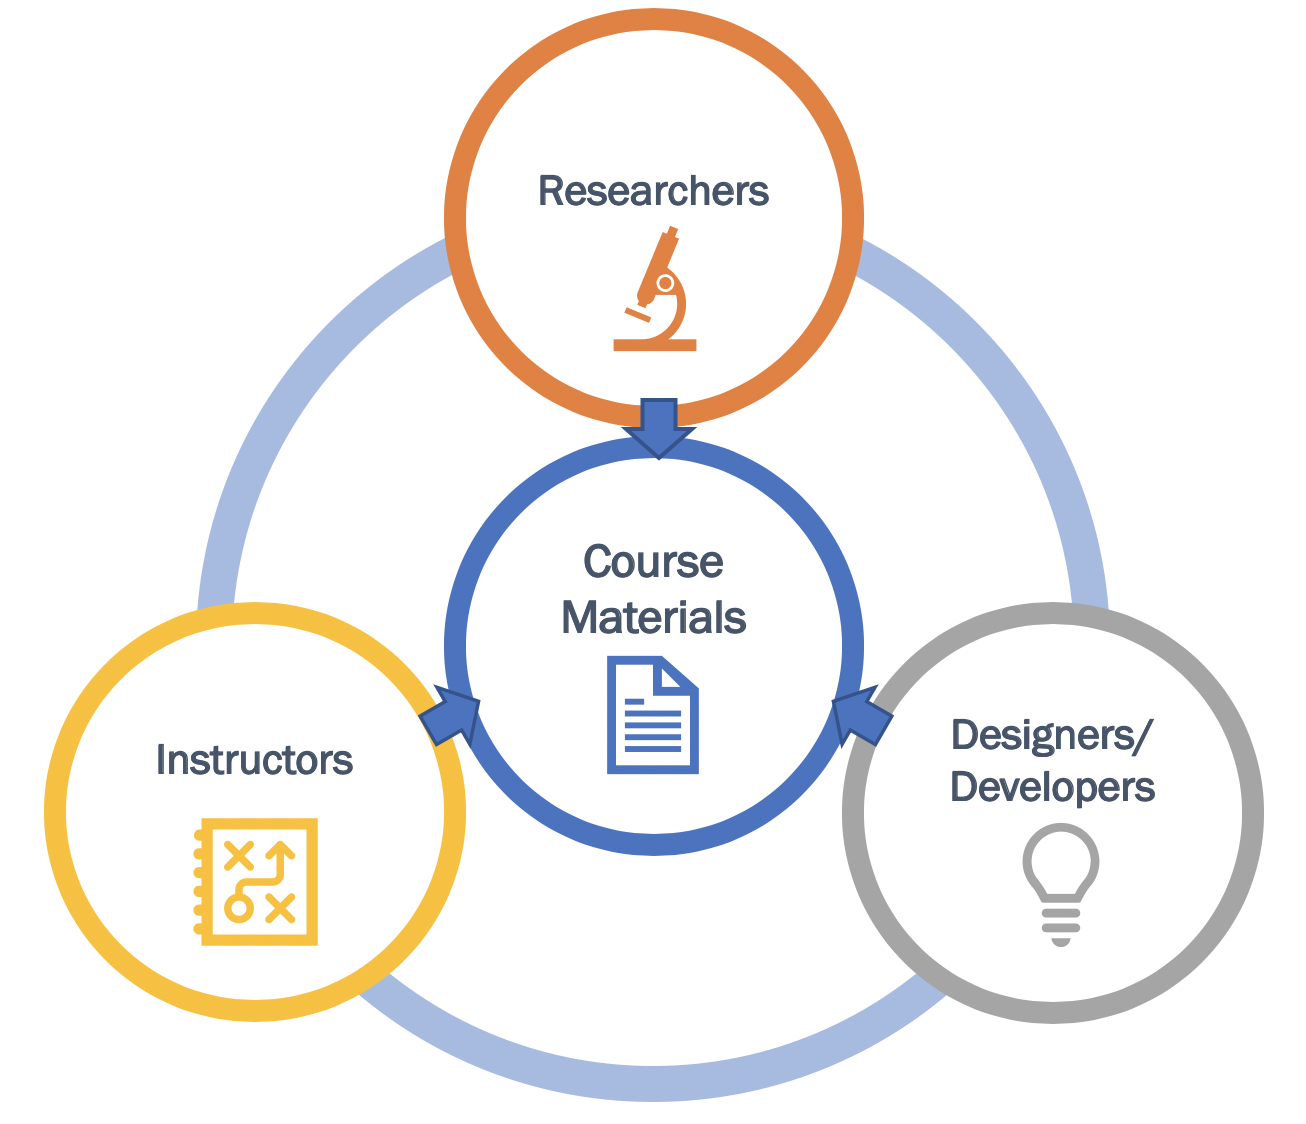 Researchers
Course
Materials
Instructors
Designers/
Developers